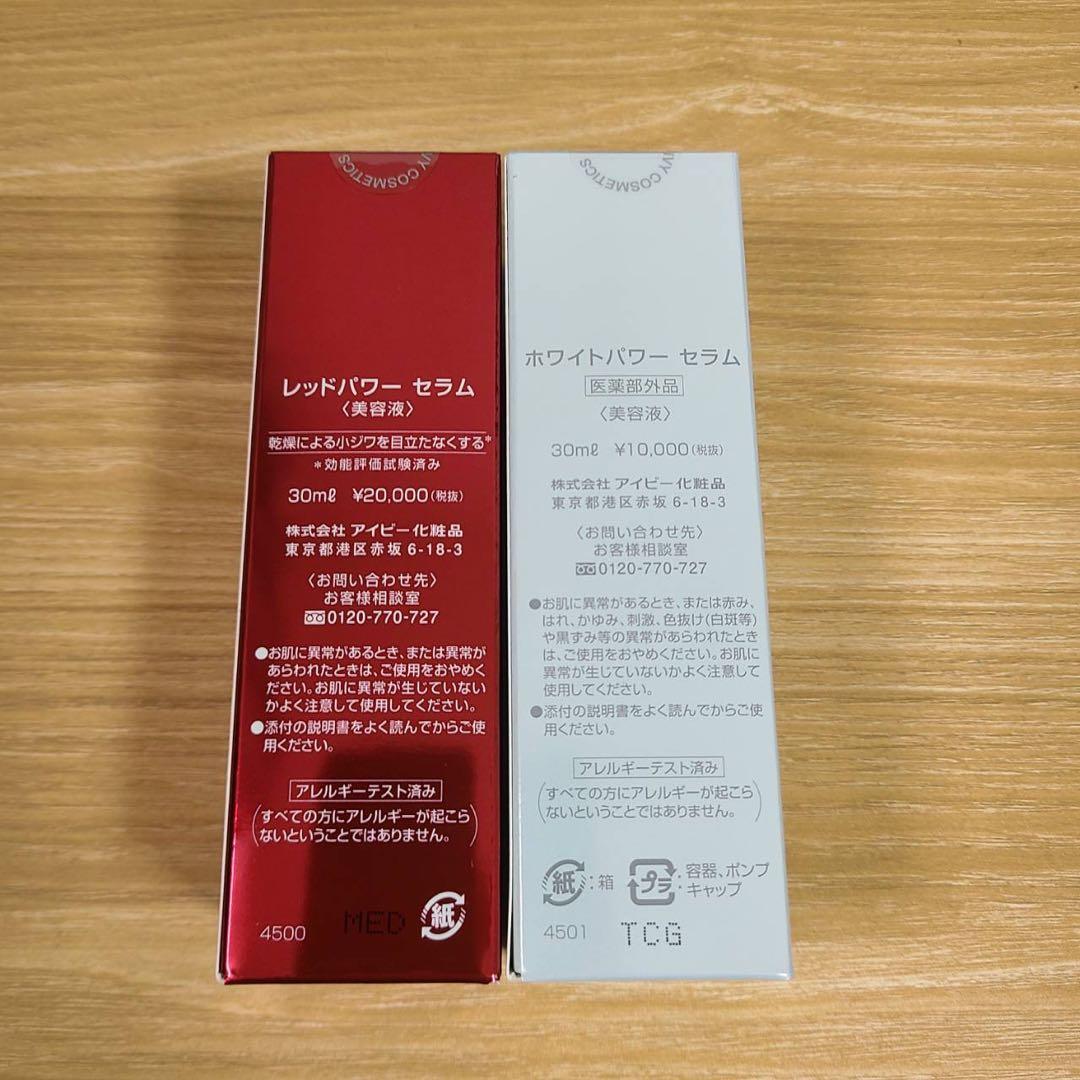 IVY COSMETICS
レッドパワー セラム
〈美容液〉
乾燥による小ジワを目立たなくする*
*効能評価試験済み
30mℓ ¥20,000(税抜)
株式会社 アイビー化粧品
東京都港区赤坂 6-18-3
〈お問い合わせ先〉
お客様相談室
0120-770-727
●お肌に異常があるとき、または異常が
あらわれたときは、ご使用をおやめく
ださい。お肌に異常が生じていない
かよく注意して使用してください。
●添付の説明書をよく読んでからご使
用ください。
アレルギーテスト済み
(すべての方にアレルギーが起こら
ないということではありません。)
4500 MED 紙
IVY COSMETICS
ホワイトパワー セラム
医薬部外品
〈美容液〉
30mℓ ¥10,000(税抜)
株式会社 アイビー化粧品
東京都港区赤坂 6-18-3
〈お問い合わせ先〉
お客様相談室
0120-770-727
●お肌に異常があるとき、または赤み、
はれ、かゆみ、刺激、色抜け(白斑等)
や黒ずみ等の異常があらわれたとき
は、ご使用をおやめください。お肌に
異常が生じていないかよく注意して
使用してください。
●添付の説明書をよく読んでからご使
用ください。
アレルギーテスト済み
(すべての方にアレルギーが起こら
ないということではありません。)
紙:箱 プラ:容器、ポンプ
キャップ
4501 TCG